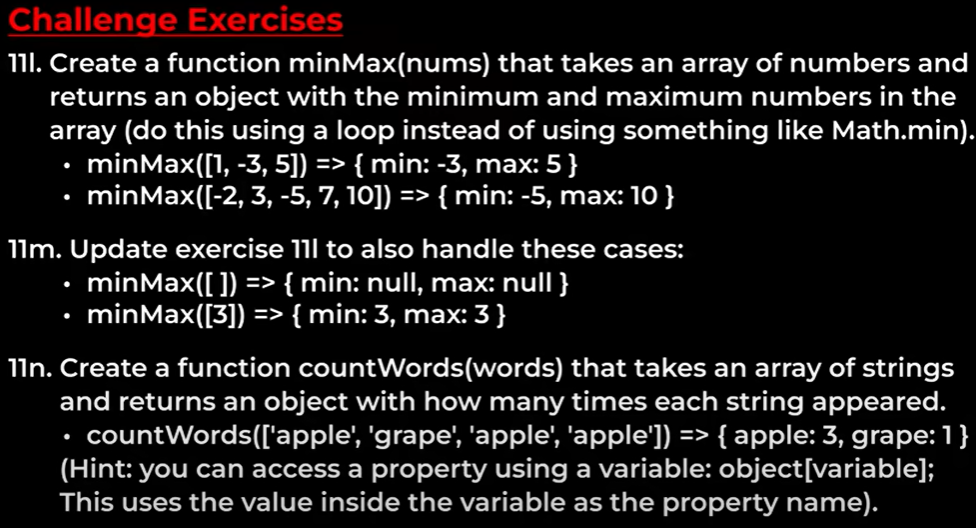 Challenge Exercises
11l. Create a function minMax(nums) that takes an array of numbers and
returns an object with the minimum and maximum numbers in the
array (do this using a loop instead of using something like Math.min).
• minMax([1, -3, 5]) => { min: -3, max: 5 }
• minMax([-2, 3, -5, 7, 10]) => { min: -5, max: 10 }
11m. Update exercise 11l to also handle these cases:
• minMax([ ]) => { min: null, max: null }
• minMax([3]) => { min: 3, max: 3 }
11n. Create a function countWords(words) that takes an array of strings
and returns an object with how many times each string appeared.
• countWords(['apple', 'grape', 'apple', 'apple']) => { apple: 3, grape: 1 }
(Hint: you can access a property using a variable: object[variable];
This uses the value inside the variable as the property name).